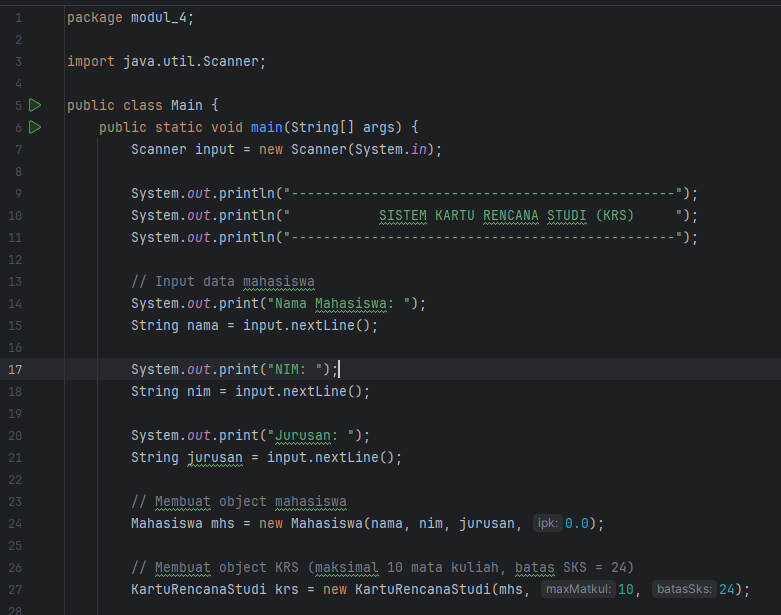 1 package modul_4;
2
3 import java.util.Scanner;
4
5 public class Main {
6     public static void main(String[] args) {
7         Scanner input = new Scanner(System.in);
8
9         System.out.println("------------------------------------------------");
10         System.out.println("           SISTEM KARTU RENCANA STUDI (KRS)     ");
11         System.out.println("------------------------------------------------");
12
13         // Input data mahasiswa
14         System.out.print("Nama Mahasiswa: ");
15         String nama = input.nextLine();
16
17         System.out.print("NIM: ");
18         String nim = input.nextLine();
19
20         System.out.print("Jurusan: ");
21         String jurusan = input.nextLine();
22
23         // Membuat object mahasiswa
24         Mahasiswa mhs = new Mahasiswa(nama, nim, jurusan, ipk: 0.0);
25
26         // Membuat object KRS (maksimal 10 mata kuliah, batas SKS = 24)
27         KartuRencanaStudi krs = new KartuRencanaStudi(mhs, maxMatkul: 10, batasSks: 24);
28